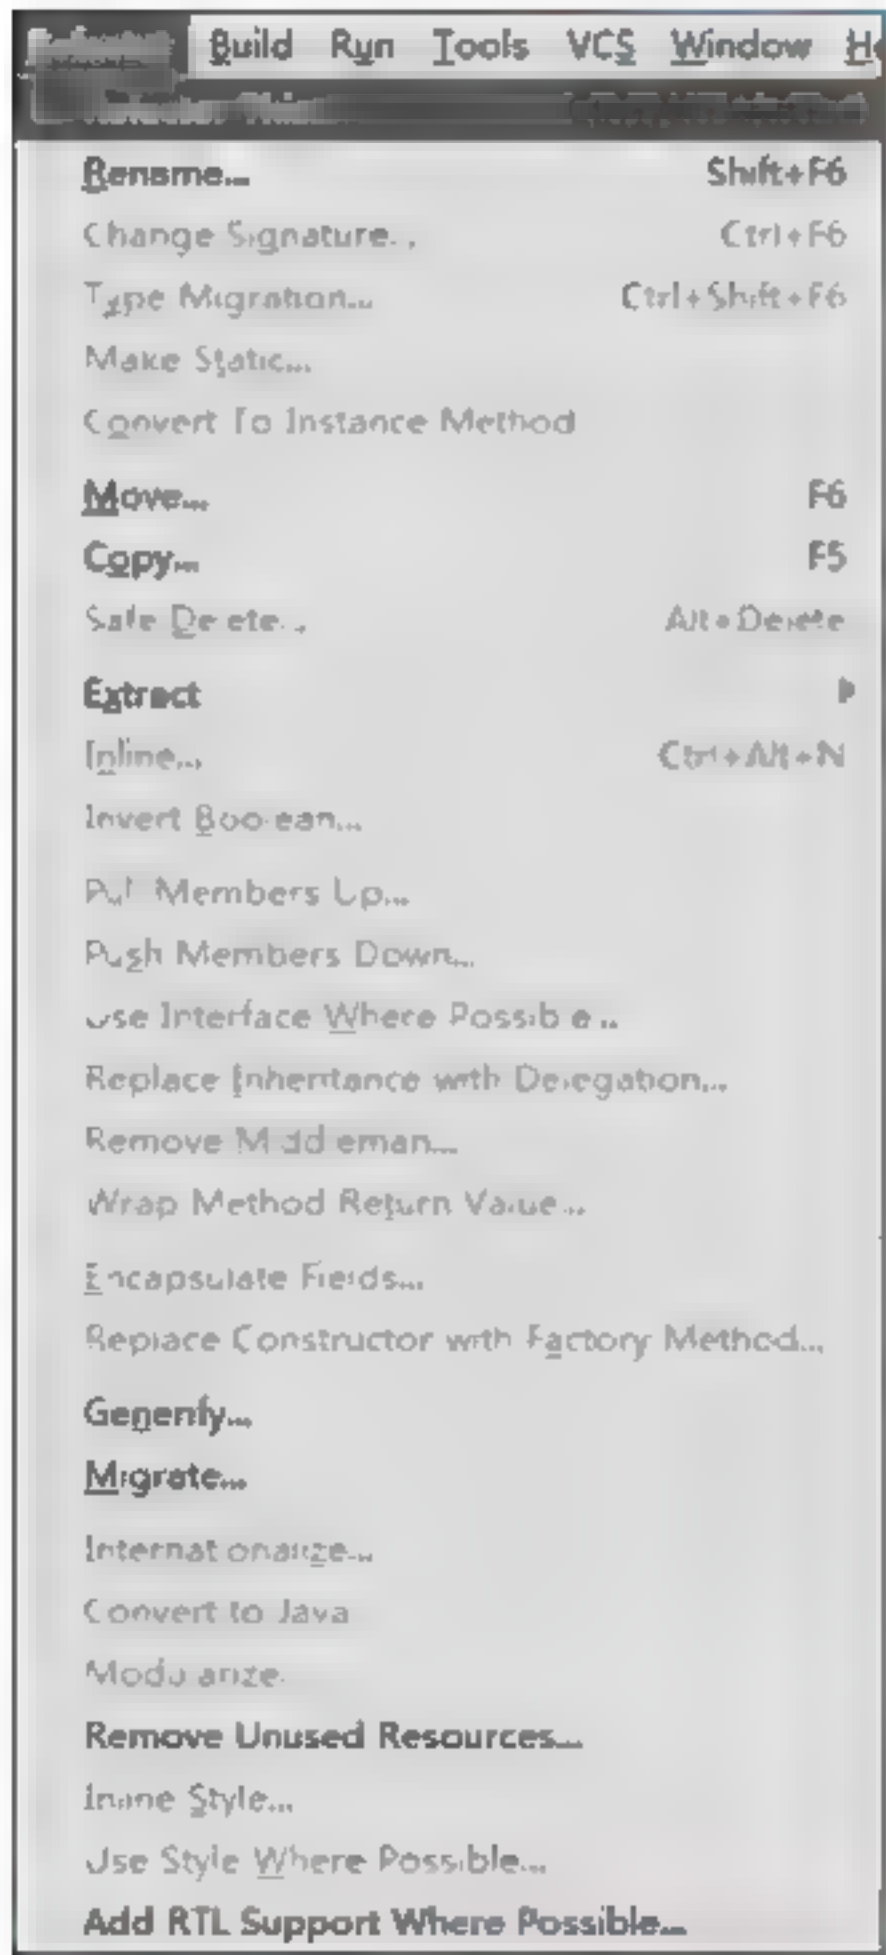 Build Run Tools VCS Window
Rename... Shift+F6
Change Signature... Ctrl+F6
Type Migration... Ctrl+Shift+F6
Make Static...
Convert To Instance Method
Move... F6
Copy... F5
Safe Delete... Alt+Delete
Extract
Inline... Ctrl+Alt+N
Invert Boolean...
Pull Members Up...
Push Members Down...
Use Interface Where Possible...
Replace Inheritance with Delegation...
Remove Middleman...
Wrap Method Return Value...
Encapsulate Fields...
Replace Constructor with Factory Method...
Generify...
Migrate...
Internationalize...
Convert to Java
Modularize
Remove Unused Resources...
Inline Style...
Use Style Where Possible...
Add RTL Support Where Possible...